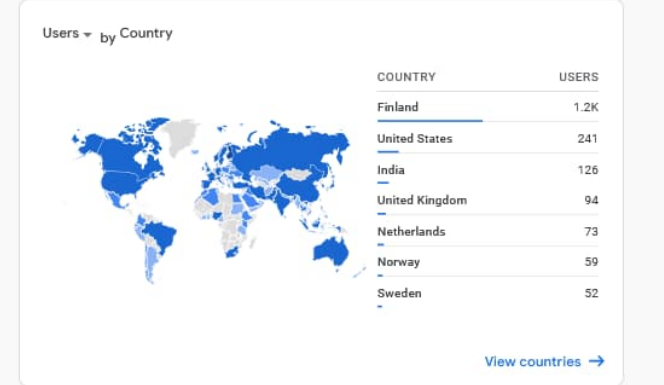 Users by Country
COUNTRY USERS
Finland 1.2K
United States 241
India 126
United Kingdom 94
Netherlands 73
Norway 59
Sweden 52
View countries